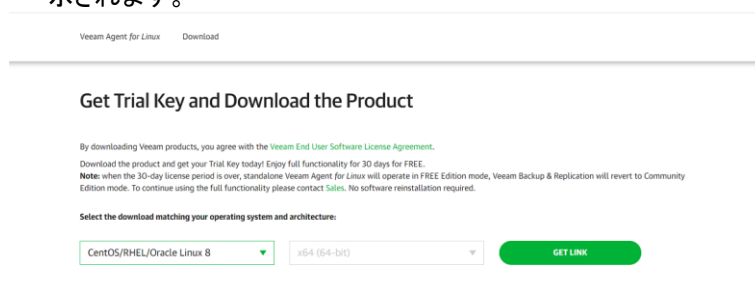 示されます。
Veeam Agent for Linux Download
Get Trial Key and Download the Product
By downloading Veeam products, you agree with the Veeam End User Software License Agreement.
Download the product and get your Trial Key today! Enjoy full functionality for 30 days for FREE.
Note: when the 30-day license period is over, standalone Veeam Agent for Linux will operate in FREE Edition mode, Veeam Backup & Replication will revert to Community
Edition mode. To continue using the full functionality please contact Sales. No software reinstallation required.
Select the download matching your operating system and architecture:
CentOS/RHEL/Oracle Linux 8 x64 (64-bit) GET LINK